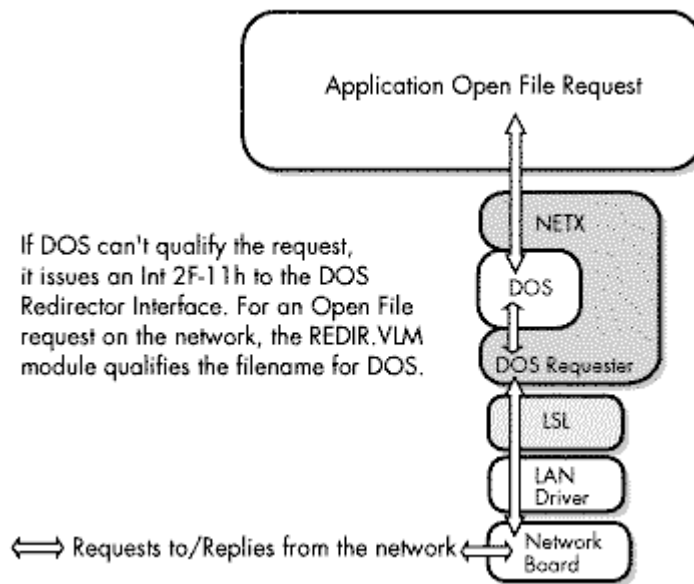 Application Open File Request
NETX
If DOS can't qualify the request,
it issues an Int 2F-11h to the DOS
Redirector Interface. For an Open File
request on the network, the REDIR.VLM
module qualifies the filename for DOS.
DOS
DOS Requester
LSL
LAN
Driver
Requests to/Replies from the network
Network
Board